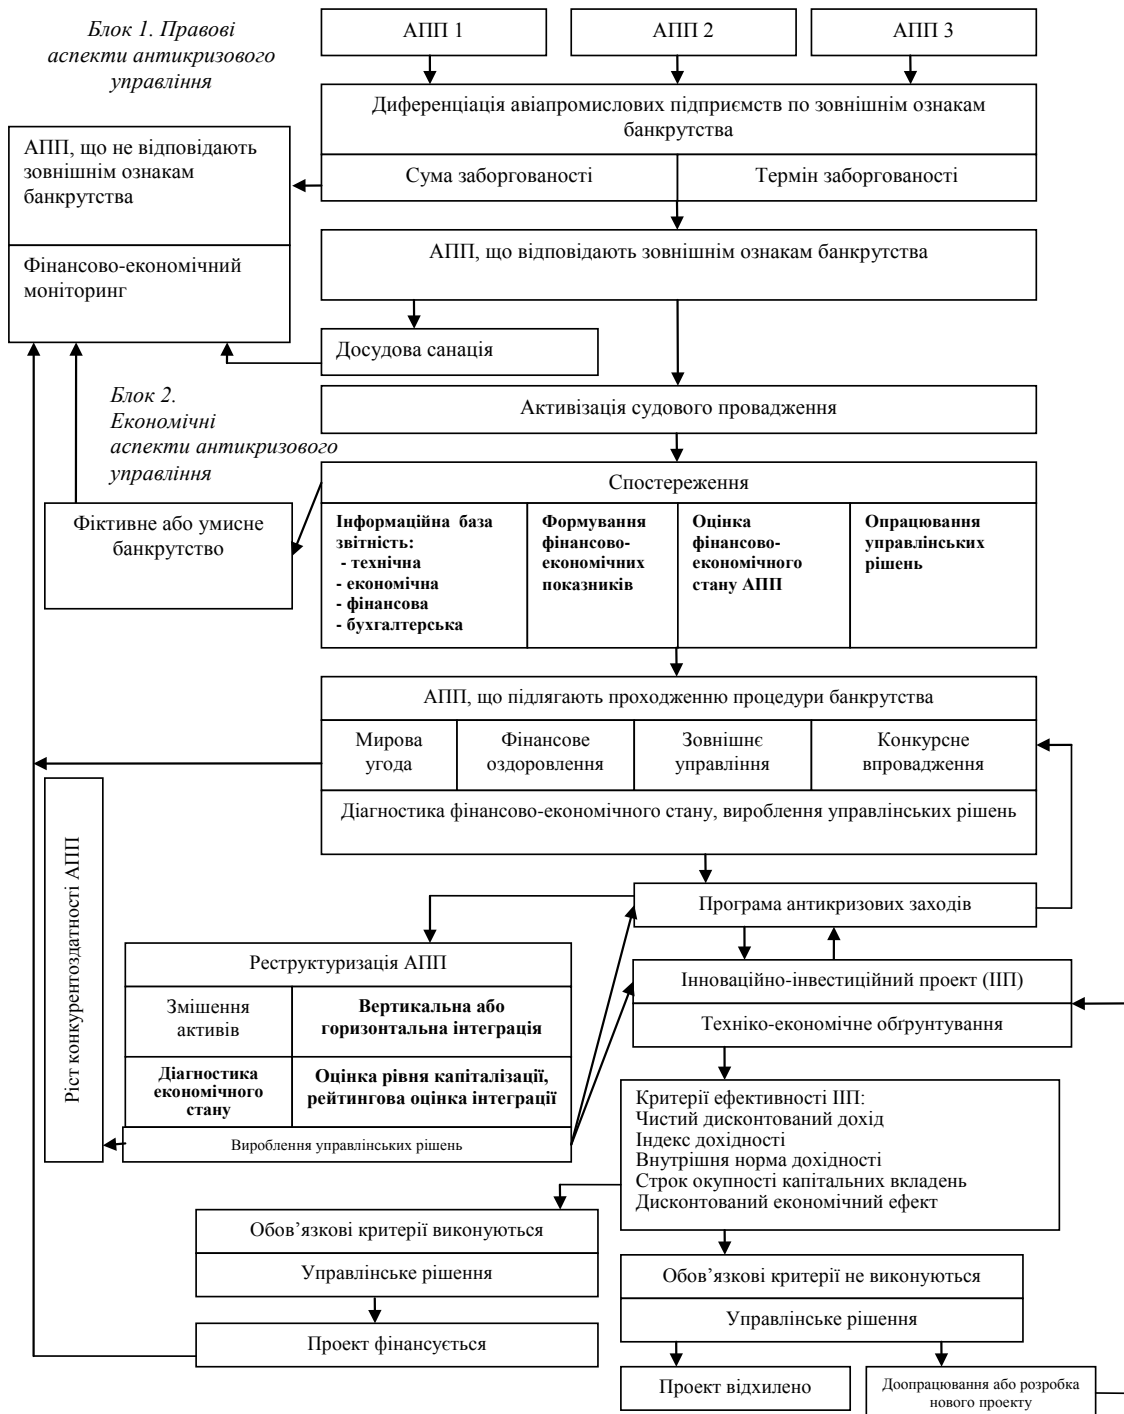 Блок 1. Правові
аспекти антикризового
управління
АПП 1
АПП 2
АПП 3
Диференціація авіапромислових підприємств по зовнішнім ознакам
банкрутства
Сума заборгованості
Термін заборгованості
АПП, що не відповідають
зовнішнім ознакам
банкрутства
Фінансово-економічний
моніторинг
АПП, що відповідають зовнішнім ознакам банкрутства
Досудова санація
Блок 2.
Економічні
аспекти антикризового
управління
Активізація судового провадження
Спостереження
Фіктивне або умисне
банкрутство
Інформаційна база
звітність:
- технічна
- економічна
- фінансова
- бухгалтерська
Формування
фінансово-
економічних
показників
Оцінка
фінансово-
економічного
стану АПП
Опрацювання
управлінських
рішень
АПП, що підлягають проходженню процедури банкрутства
Мирова
угода
Фінансове
оздоровлення
Зовнішнє
управління
Конкурсне
впровадження
Діагностика фінансово-економічного стану, вироблення управлінських рішень
Ріст конкурентоздатності АПП
Програма антикризових заходів
Реструктуризація АПП
Змішення
активів
Вертикальна або
горизонтальна інтеграція
Діагностика
економічного
стану
Оцінка рівня капіталізації,
рейтингова оцінка інтеграції
Вироблення управлінських рішень
Інноваційно-інвестиційний проект (ІІП)
Техніко-економічне обґрунтування
Критерії ефективності ІІП:
Чистий дисконтований дохід
Індекс дохідності
Внутрішня норма дохідності
Строк окупності капітальних вкладень
Дисконтований економічний ефект
Обов’язкові критерії виконуються
Управлінське рішення
Проект фінансується
Обов’язкові критерії не виконуються
Управлінське рішення
Проект відхилено
Доопрацювання або розробка
нового проекту